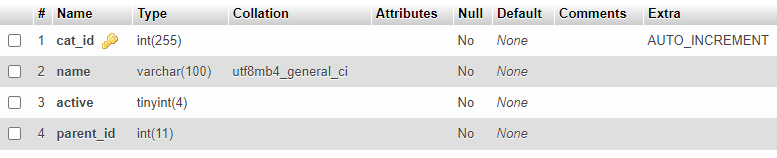 # Name Type Collation Attributes Null Default Comments Extra
1 cat_id int(255) No None AUTO_INCREMENT
2 name varchar(100) utf8mb4_general_ci No None
3 active tinyint(4) No None
4 parent_id int(11) No None